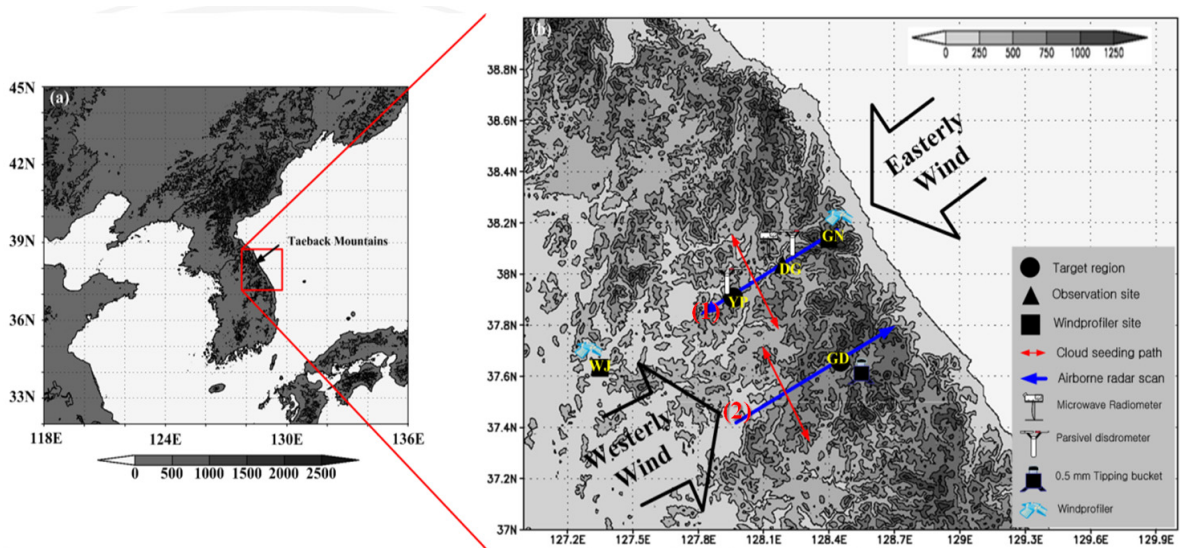 (a)
45N
42N
39N
36N
33N
118E
124E
130E
136E
Taeback Mountains
0
500
1000
1500
2000
2500
(b)
0
250
500
750
1000
1250
38.8N
38.6N
38.4N
38.2N
38N
37.8N
37.6N
37.4N
37.2N
37N
127.2E
127.5E
127.8E
128.1E
128.4E
128.7E
129E
129.3E
129.6E
129.9E
Easterly
Wind
GN
DG
YP
(1)
WJ
GD
(2)
Westerly
Wind
Target region
Observation site
Windprofiler site
Cloud seeding path
Airborne radar scan
Microwave Radiometer
Parsivel disdrometer
0.5 mm Tipping bucket
Windprofiler